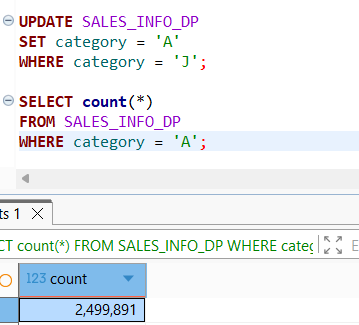 UPDATE SALES_INFO_DP
SET category = 'A'
WHERE category = 'J';
SELECT count(*)
FROM SALES_INFO_DP
WHERE category = 'A';
ts 1
CT count(*) FROM SALES_INFO_DP WHERE categ
E
123 count
2,499,891